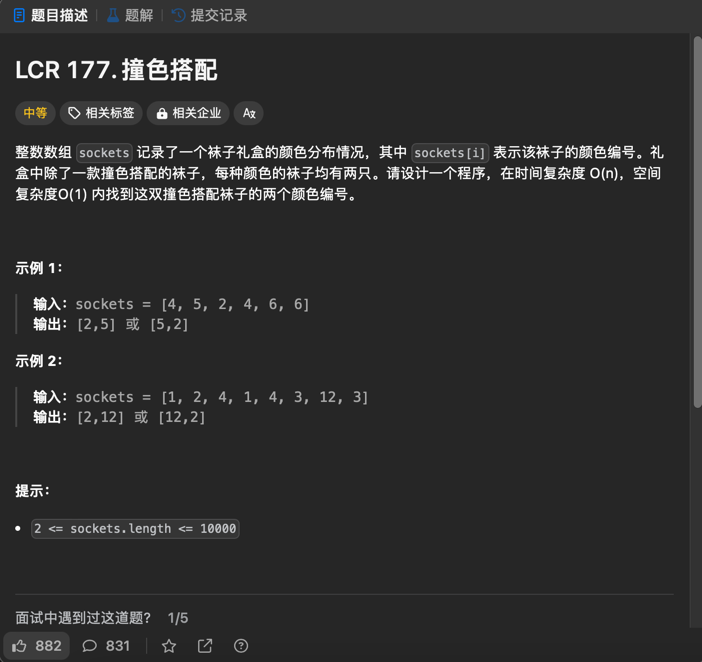 题目描述 | 题解 | 提交记录
LCR 177. 撞色搭配
中等 相关标签 相关企业 A文
整数数组 sockets 记录了一个袜子礼盒的颜色分布情况，其中 sockets[i] 表示该袜子的颜色编号。礼
盒中除了一款撞色搭配的袜子，每种颜色的袜子均有两只。请设计一个程序，在时间复杂度 O(n)，空间
复杂度O(1) 内找到这双撞色搭配袜子的两个颜色编号。
示例 1：
输入：sockets = [4, 5, 2, 4, 6, 6]
输出：[2,5] 或 [5,2]
示例 2：
输入：sockets = [1, 2, 4, 1, 4, 3, 12, 3]
输出：[2,12] 或 [12,2]
提示：
• 2 <= sockets.length <= 10000
面试中遇到过这道题? 1/5
882 831